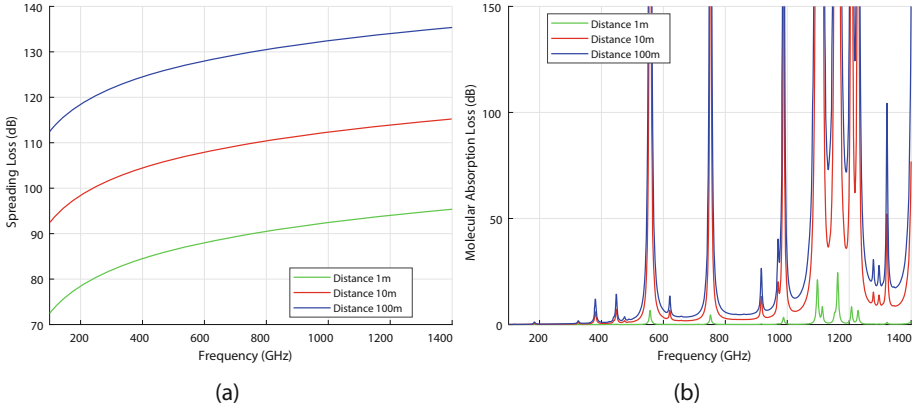 140
130
120
110
100
90
80
70
Spreading Loss (dB)
200 400 600 800 1000 1200 1400
Frequency (GHz)
Distance 1m
Distance 10m
Distance 100m
(a)
150
100
50
0
Molecular Absorption Loss (dB)
200 400 600 800 1000 1200 1400
Frequency (GHz)
Distance 1m
Distance 10m
Distance 100m
(b)